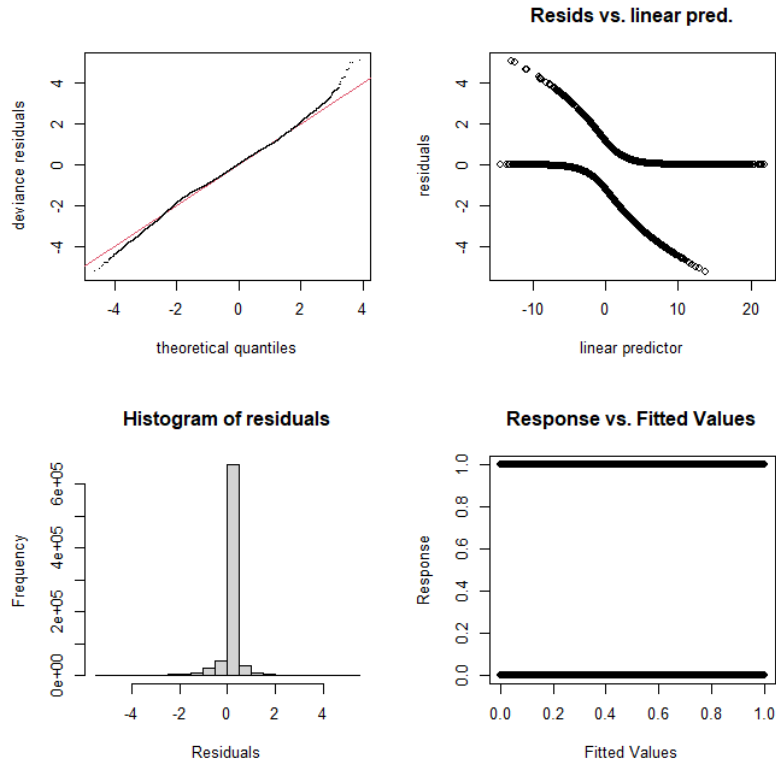 deviance residuals
4
2
0
-2
-4
-4 -2 0 2 4
theoretical quantiles
Resids vs. linear pred.
residuals
4
2
0
-2
-4
-10 0 10 20
linear predictor
Histogram of residuals
Frequency
6e+05
4e+05
2e+05
0e+00
-4 -2 0 2 4
Residuals
Response vs. Fitted Values
Response
1.0
0.8
0.6
0.4
0.2
0.0
0.0 0.2 0.4 0.6 0.8 1.0
Fitted Values